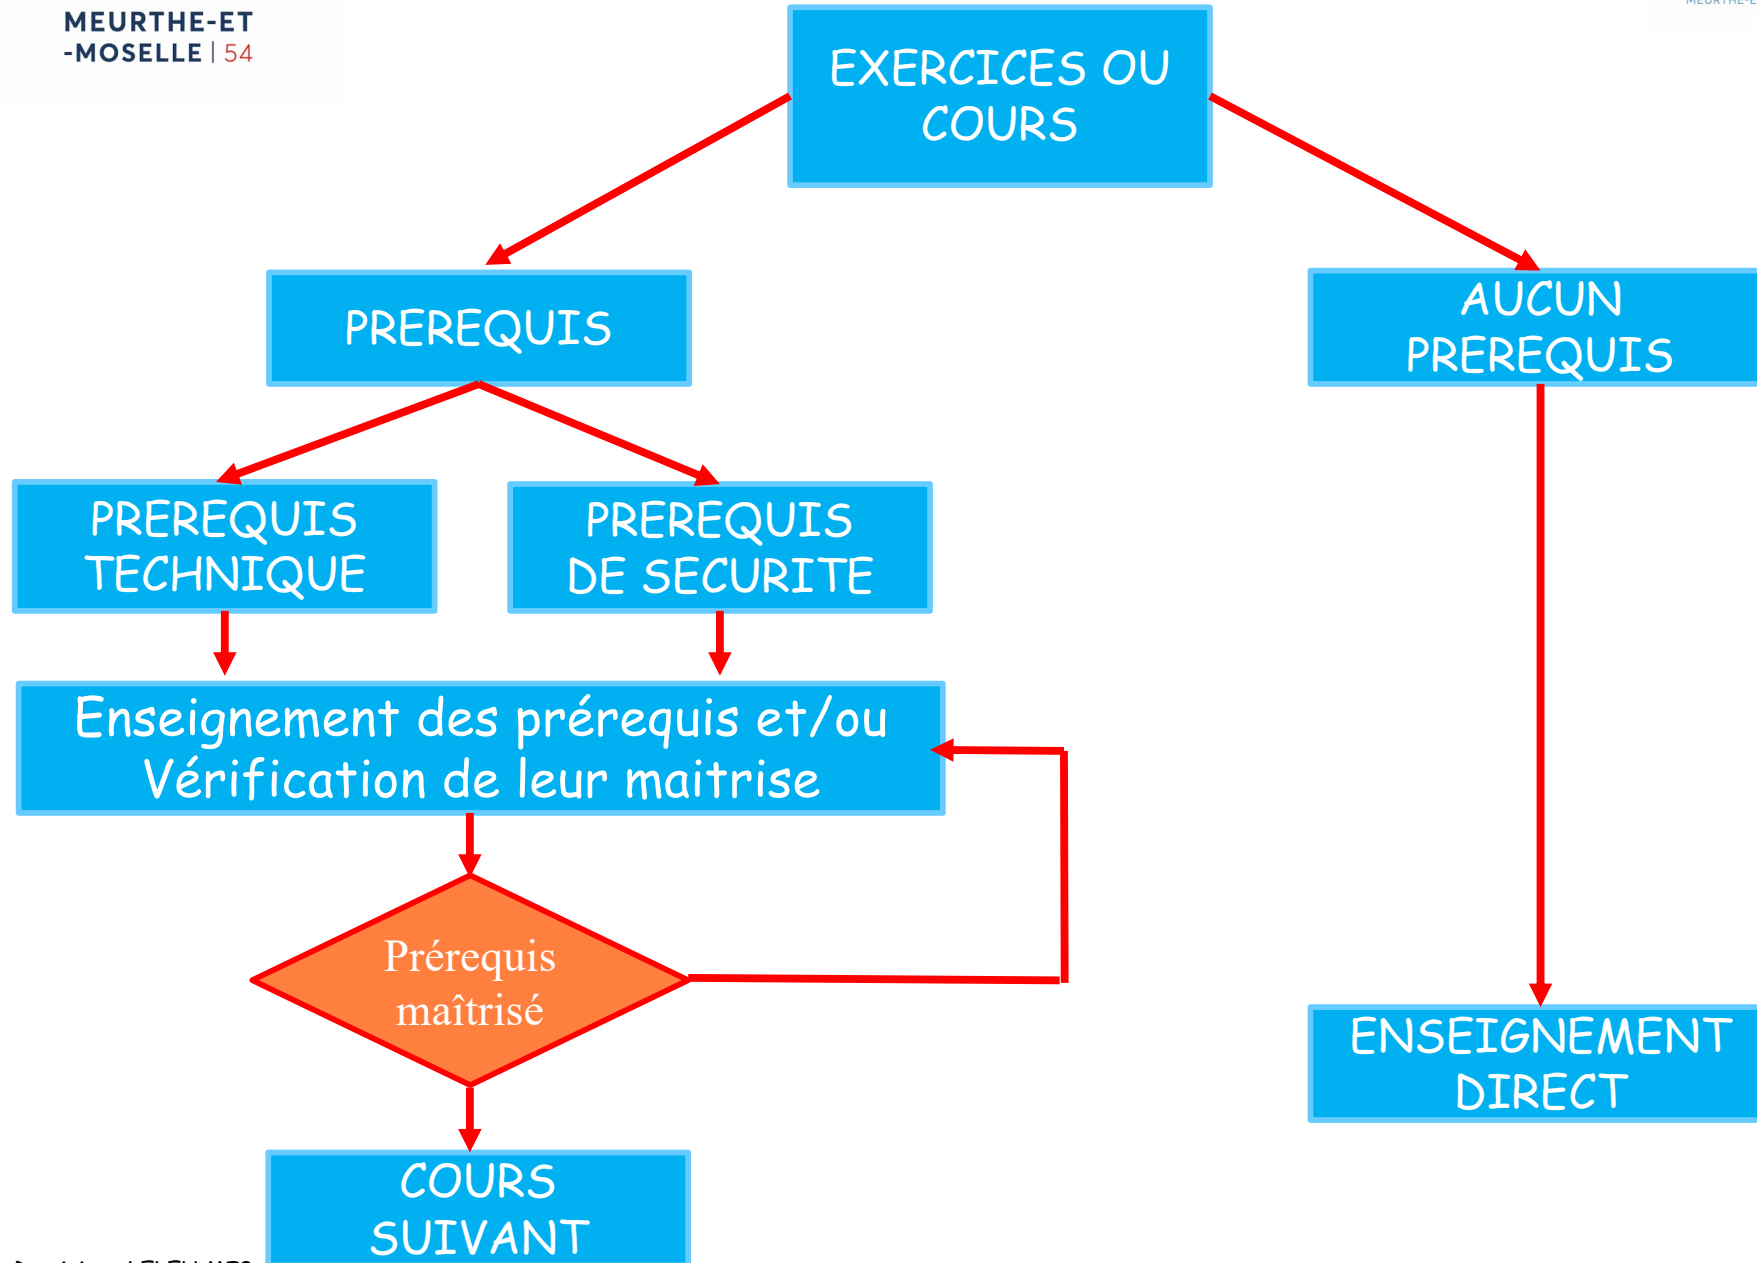 MEURTHE-ET
-MOSELLE | 54
EXERCICES OU
COURS
PREREQUIS
AUCUN
PREREQUIS
PREREQUIS
TECHNIQUE
PREREQUIS
DE SECURITE
Enseignement des prérequis et/ou
Vérification de leur maitrise
Prérequis
maîtrisé
ENSEIGNEMENT
DIRECT
COURS
SUIVANT